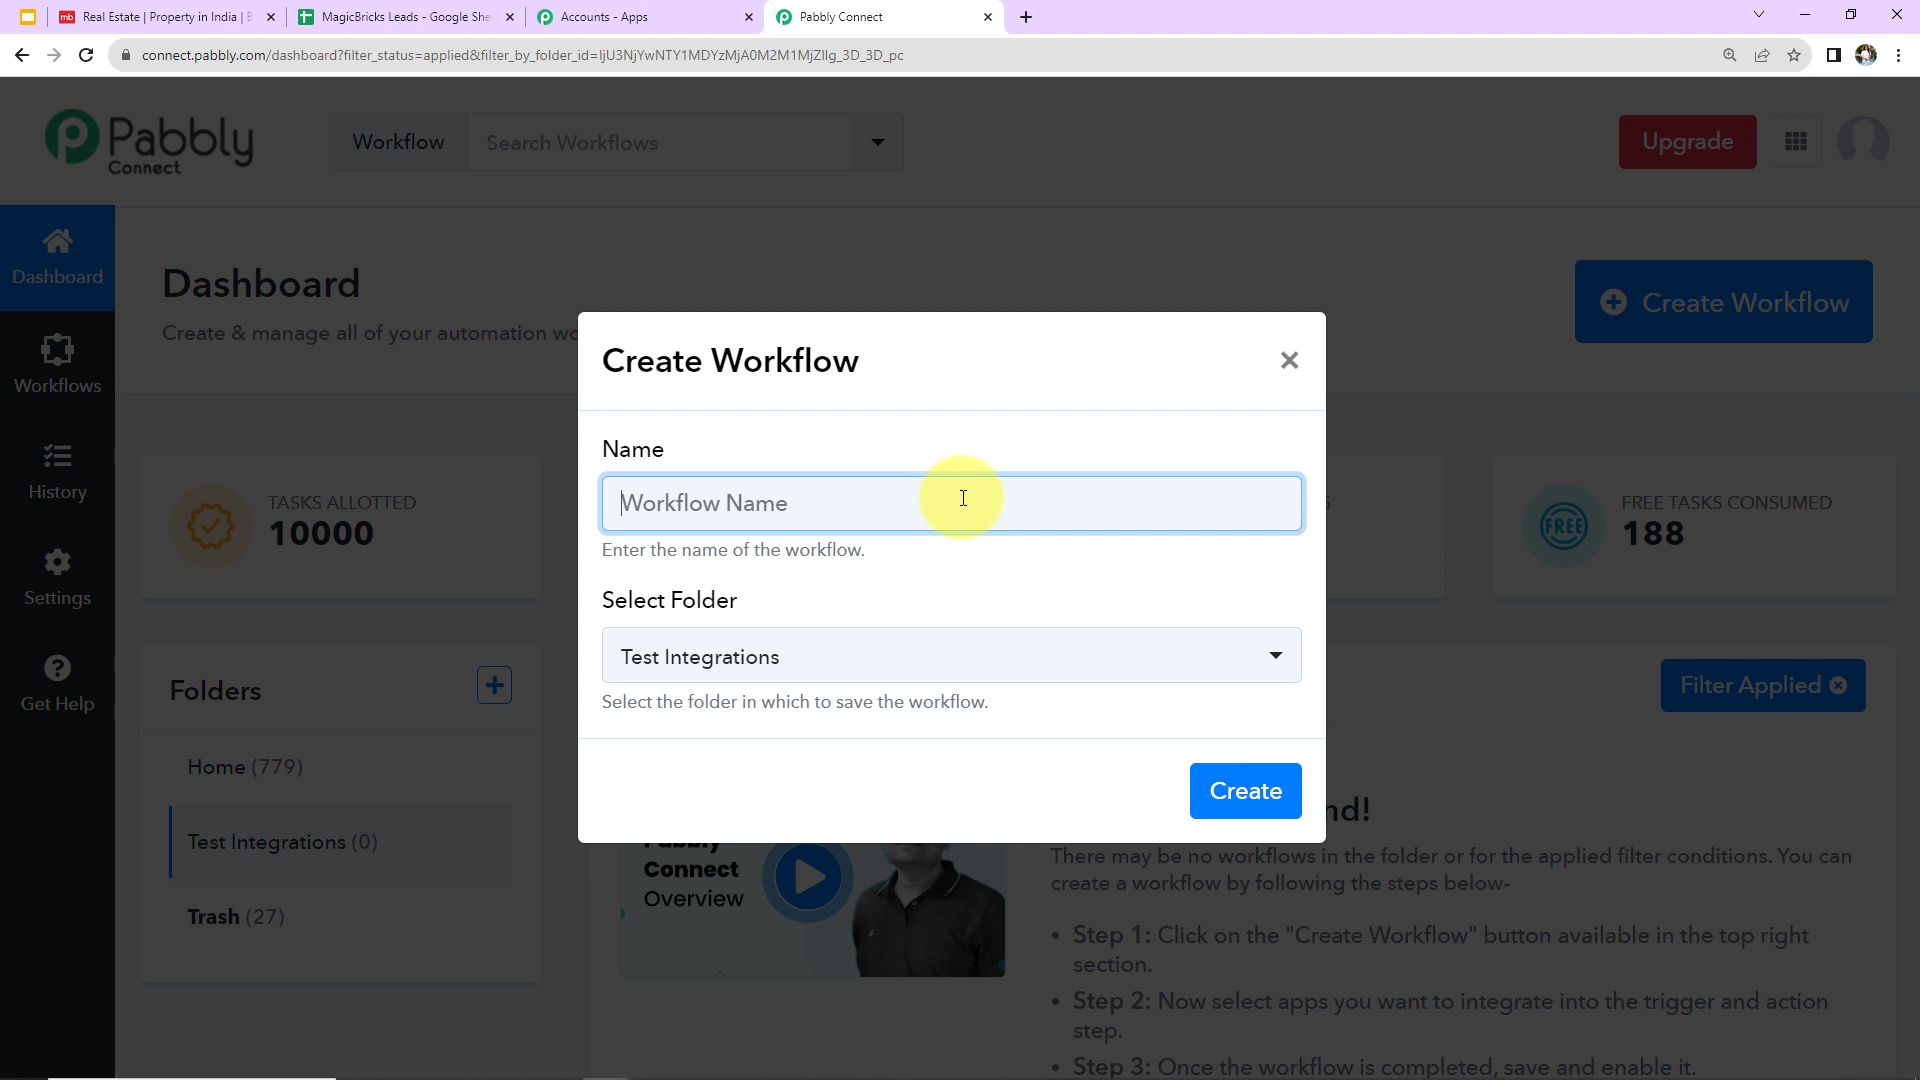 mb Real Estate | Property in India | B
MagicBricks Leads - Google She
Accounts - Apps
Pabbly Connect
connect.pabbly.com/dashboard?filter_status=applied&filter_by_folder_id=IjU3NjYwNTY1MDYzMjA0M2M1MjZlIg_3D_3D_pc
Pabbly
Connect
Workflow
Search Workflows
Upgrade
Dashboard
Workflows
History
Settings
Get Help
Dashboard
Create & manage all of your automation wo
Create Workflow
TASKS ALLOTTED
10000
FREE
FREE TASKS CONSUMED
188
Folders
Home (779)
Test Integrations (0)
Trash (27)
Filter Applied
Create Workflow
Name
Workflow Name
Enter the name of the workflow.
Select Folder
Test Integrations
Select the folder in which to save the workflow.
Create
Pabbly
Connect
Overview
nd!
There may be no workflows in the folder or for the applied filter conditions. You can
create a workflow by following the steps below-
• Step 1: Click on the "Create Workflow" button available in the top right
section.
• Step 2: Now select apps you want to integrate into the trigger and action
step.
• Step 3: Once the workflow is completed, save and enable it.